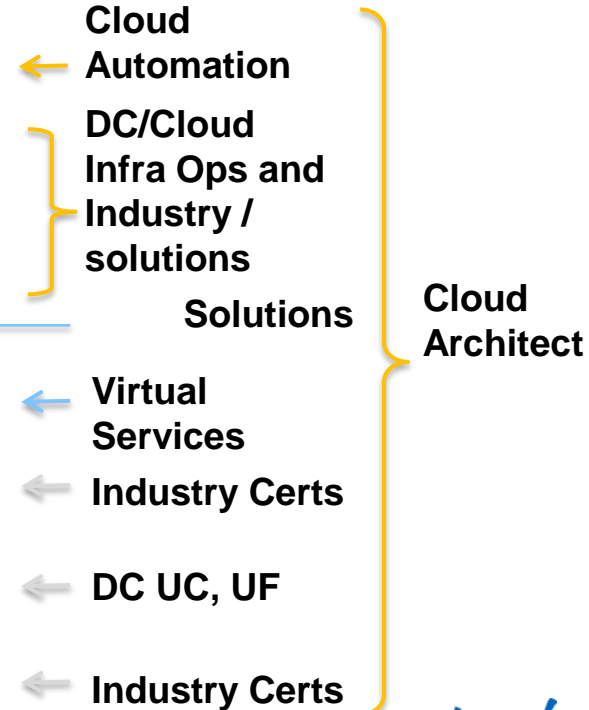 Cloud
Automation
DC/Cloud
Infra Ops and
Industry /
solutions
Solutions
Cloud
Architect
Virtual
Services
Industry Certs
DC UC, UF
Industry Certs